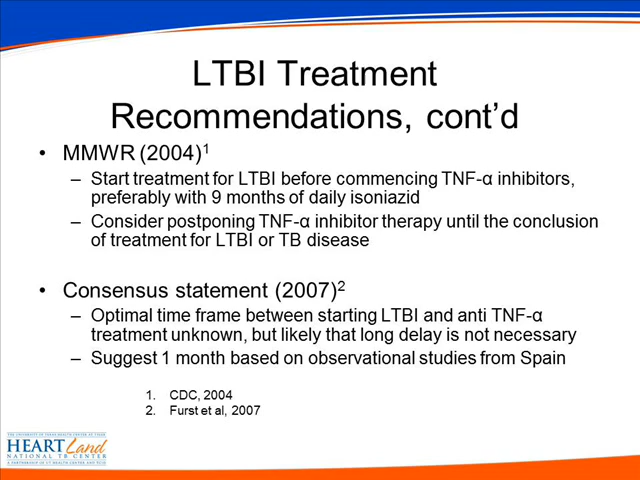 LTBI Treatment
Recommendations, cont’d
• MMWR (2004)1
– Start treatment for LTBI before commencing TNF-α inhibitors,
preferably with 9 months of daily isoniazid
– Consider postponing TNF-α inhibitor therapy until the conclusion
of treatment for LTBI or TB disease
• Consensus statement (2007)2
– Optimal time frame between starting LTBI and anti TNF-α
treatment unknown, but likely that long delay is not necessary
– Suggest 1 month based on observational studies from Spain
1. CDC, 2004
2. Furst et al, 2007
HEARTLand
NATIONAL TB CENTER